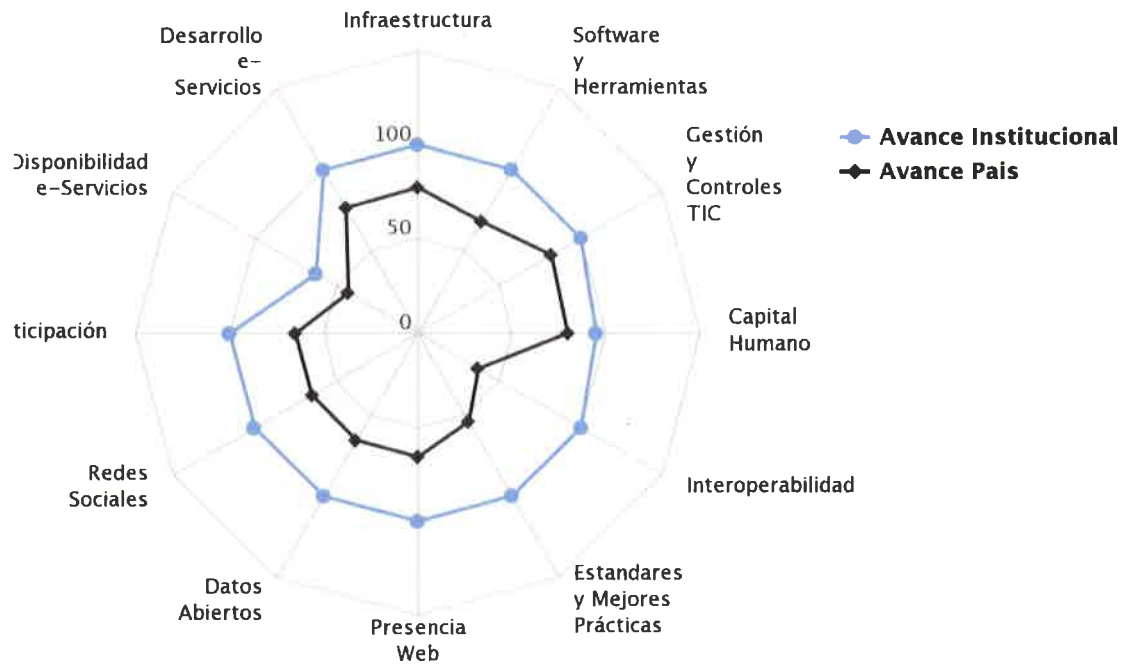 Infraestructura
Software
y
Herramientas
Gestión
y
Controles
TIC
Capital
Humano
Interoperabilidad
Estandares
y Mejores
Prácticas
Presencia
Web
Datos
Abiertos
Redes
Sociales
ticipación
Disponibilidad
e-Servicios
Desarrollo
e-
Servicios
100
50
0
Avance Institucional
Avance Pais